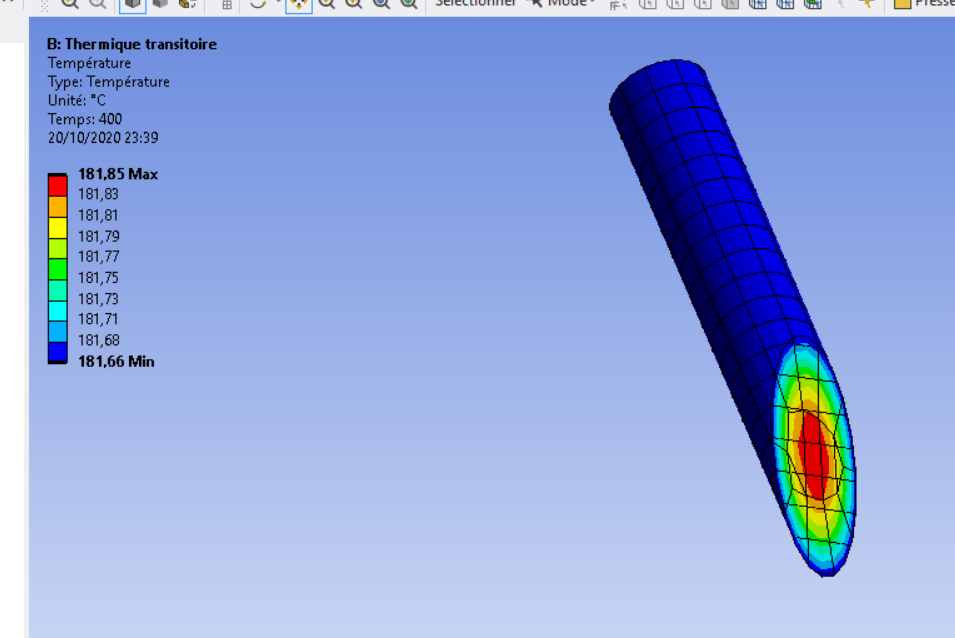 Sélectionner Mode
B: Thermique transitoire
Température
Type: Température
Unité: °C
Temps: 400
20/10/2020 23:39
181,85 Max
181,83
181,81
181,79
181,77
181,75
181,73
181,71
181,68
181,66 Min